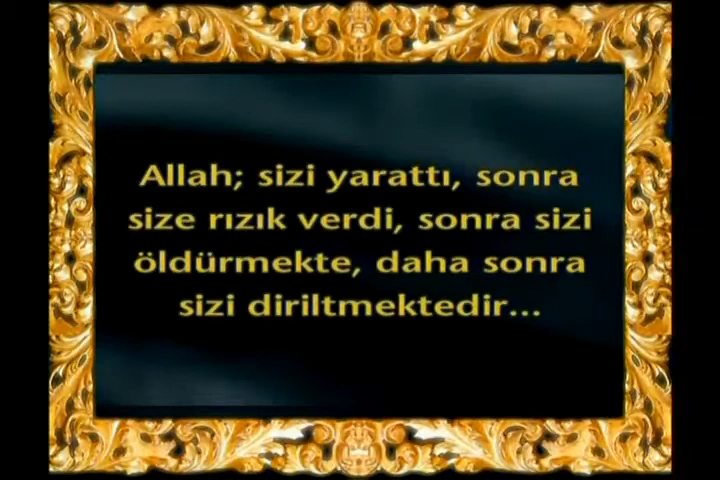 Allah; sizi yarattı, sonra
size rızık verdi, sonra sizi
öldürmekte, daha sonra
sizi diriltmektedir...